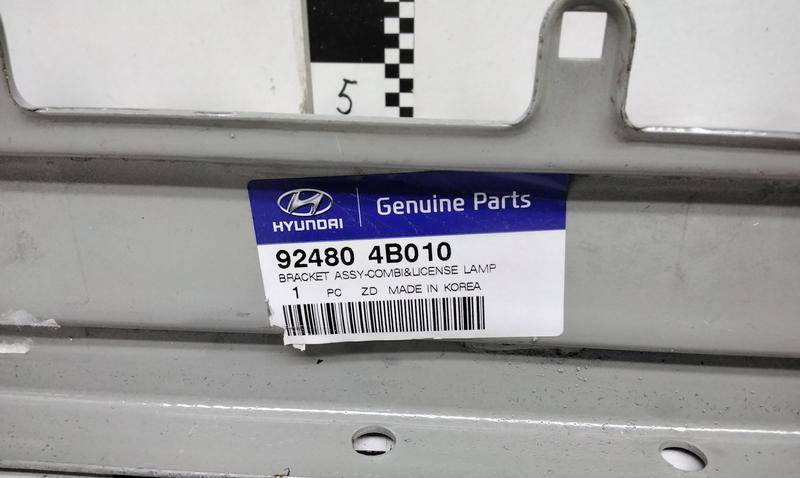 5
HYUNDAI
Genuine Parts
92480 4B010
BRACKET ASSY-COMBI&LICENSE LAMP
1 PC ZD MADE IN KOREA